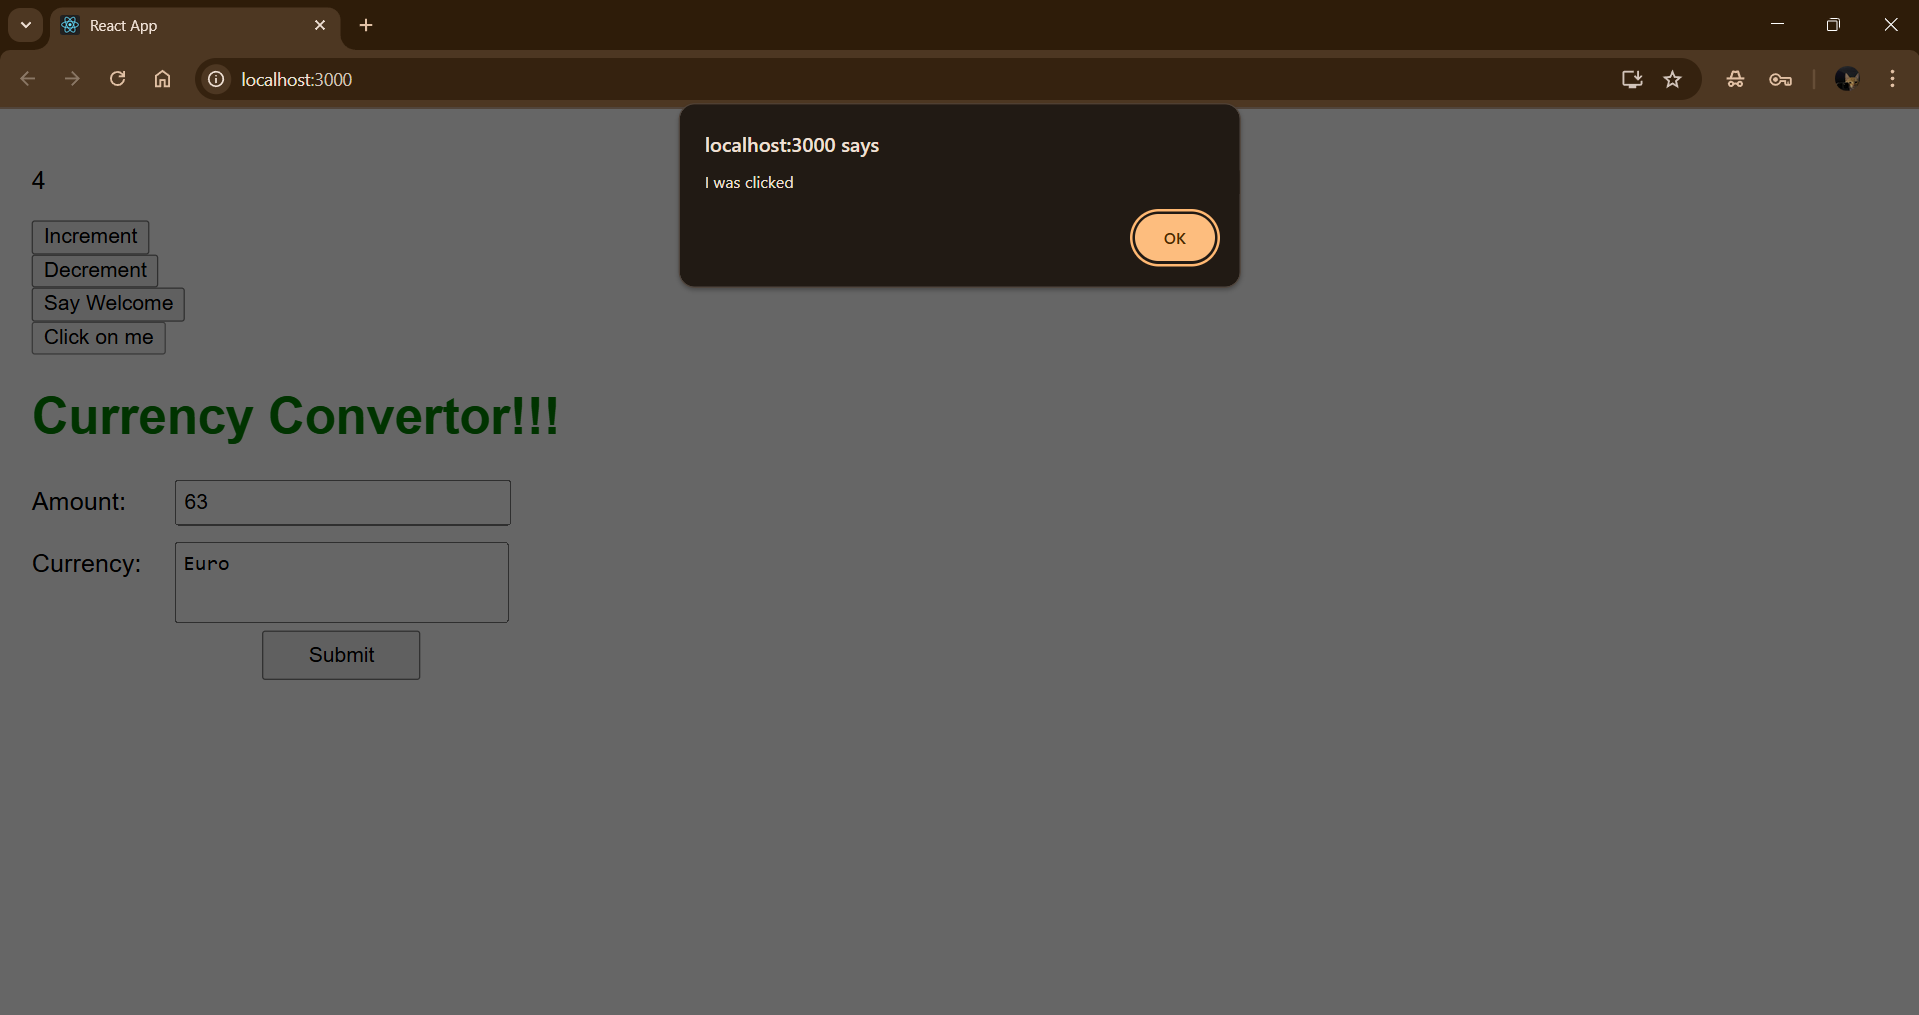 React App
localhost:3000
localhost:3000 says
I was clicked
OK
4
Increment
Decrement
Say Welcome
Click on me
Currency Convertor!!!
Amount: 63
Currency: Euro
Submit